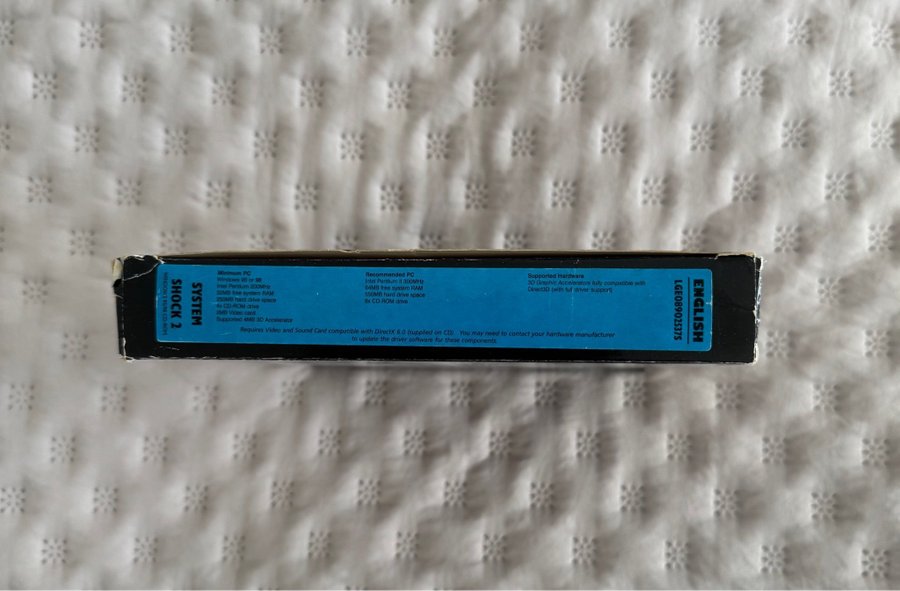 SYSTEM
SHOCK 2
Minimum PC
Windows 95 or 98
Intel Pentium 200MHz
32MB free system RAM
250MB hard drive space
4x CD-ROM drive
Video card
Supported 4MB 3D Accelerator
Recommended PC
Intel Pentium II 300MHz
64MB free system RAM
550MB hard drive space
8x CD-ROM drive
Supported Hardware
3D Graphic Accelerators fully compatible with
Direct3D (with full driver support)
Requires Video and Sound Card compatible with DirectX 6.0 (supplied on CD). You may need to contact your hardware manufacturer
to update the driver software for these components.
ENGLISH
LGE08902537S